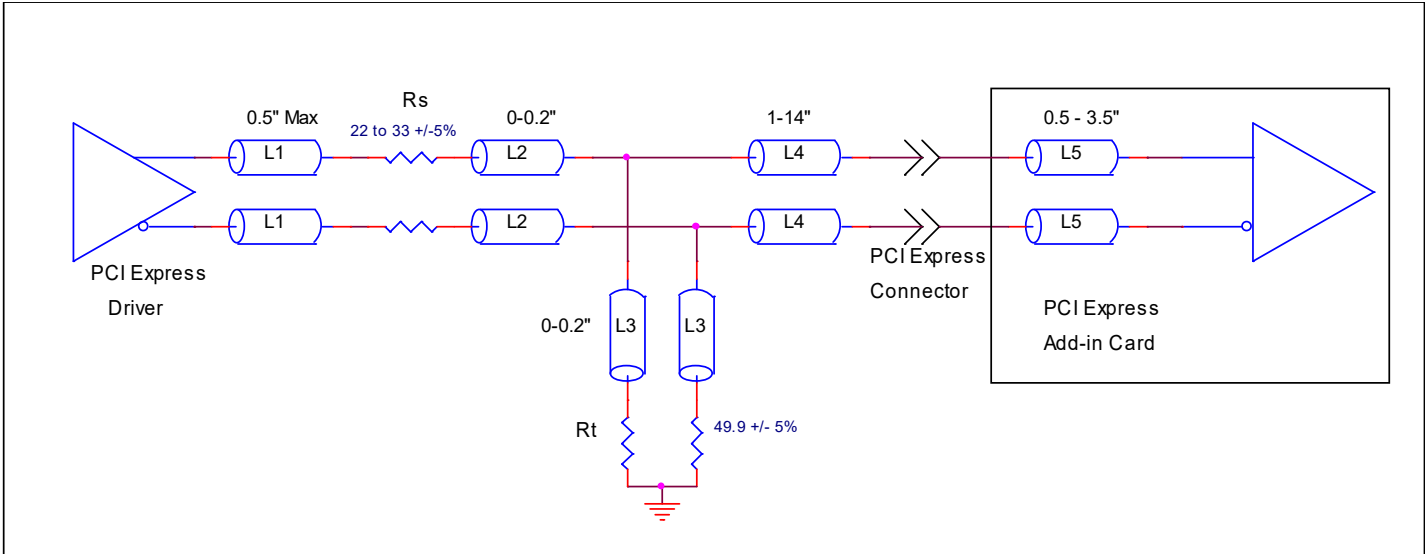 Rs
0.5" Max
22 to 33 +/-5%
0-0.2"
1-14"
0.5 - 3.5"
L1
L2
L4
L5
L1
L2
L4
L5
PCI Express
Driver
PCI Express
Connector
PCI Express
Add-in Card
0-0.2"
L3
L3
Rt
49.9 +/- 5%